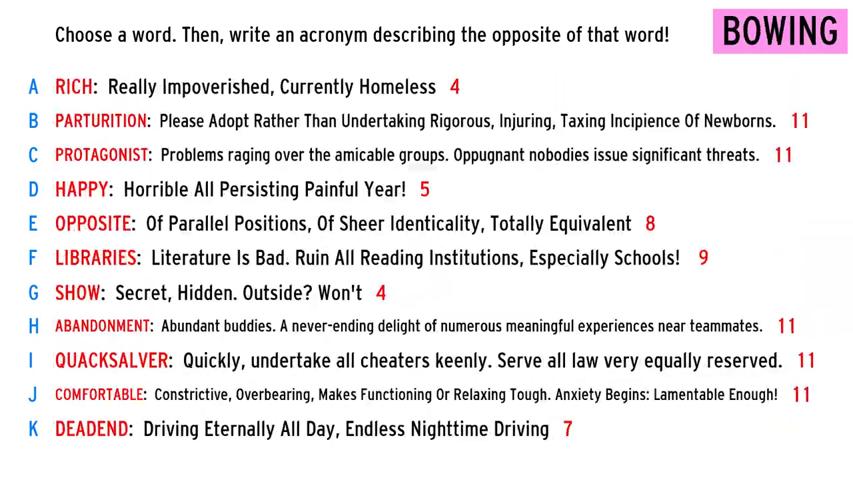 Choose a word. Then, write an acronym describing the opposite of that word!
BOWING
A RICH: Really Impoverished, Currently Homeless 4
B PARTURITION: Please Adopt Rather Than Undertaking Rigorous, Injuring, Taxing Incipience Of Newborns. 11
C PROTAGONIST: Problems raging over the amicable groups. Oppugnant nobodies issue significant threats. 11
D HAPPY: Horrible All Persisting Painful Year! 5
E OPPOSITE: Of Parallel Positions, Of Sheer Identicality, Totally Equivalent 8
F LIBRARIES: Literature Is Bad. Ruin All Reading Institutions, Especially Schools! 9
G SHOW: Secret, Hidden. Outside? Won't 4
H ABANDONMENT: Abundant buddies. A never-ending delight of numerous meaningful experiences near teammates. 11
I QUACKSALVER: Quickly, undertake all cheaters keenly. Serve all law very equally reserved. 11
J COMFORTABLE: Constrictive, Overbearing, Makes Functioning Or Relaxing Tough. Anxiety Begins: Lamentable Enough! 11
K DEADEND: Driving Eternally All Day, Endless Nighttime Driving 7